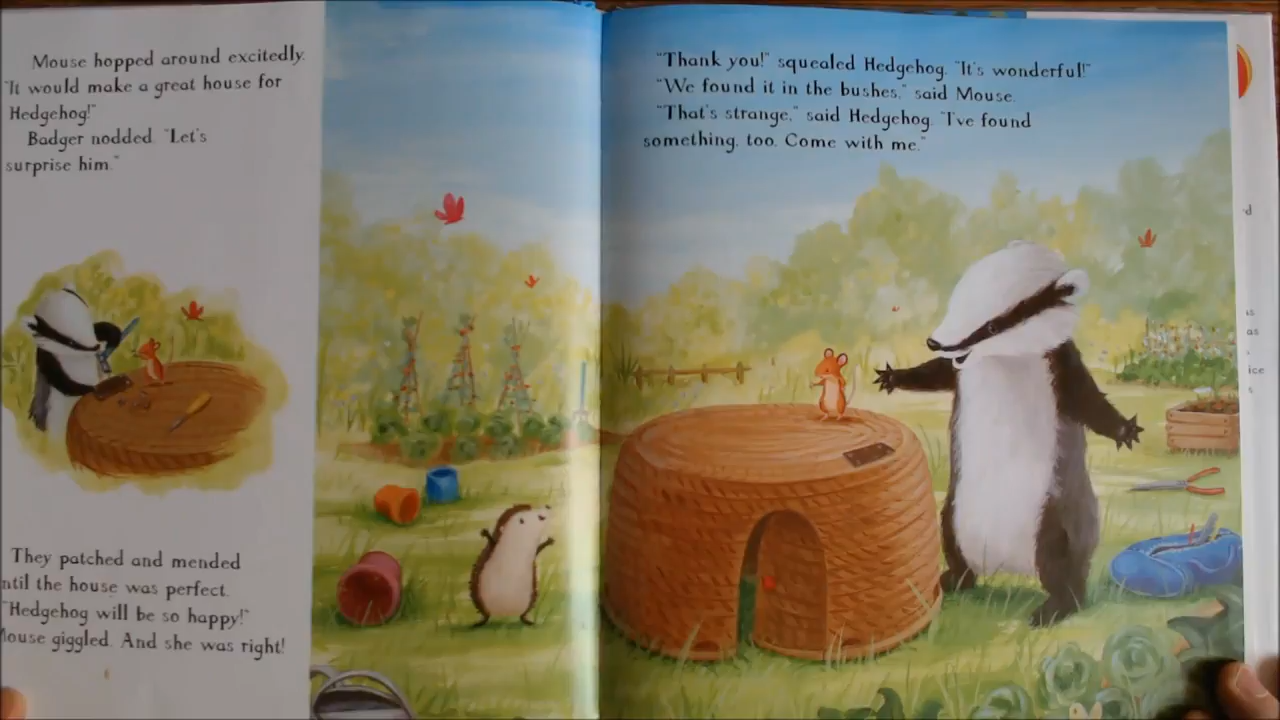 Mouse hopped around excitedly.
"It would make a great house for
Hedgehog!"
Badger nodded. "Let's
surprise him."
They patched and mended
until the house was perfect.
"Hedgehog will be so happy!"
Mouse giggled. And she was right!
"Thank you!" squealed Hedgehog. "It's wonderful!"
"We found it in the bushes," said Mouse.
"That's strange," said Hedgehog. "I've found
something, too. Come with me."